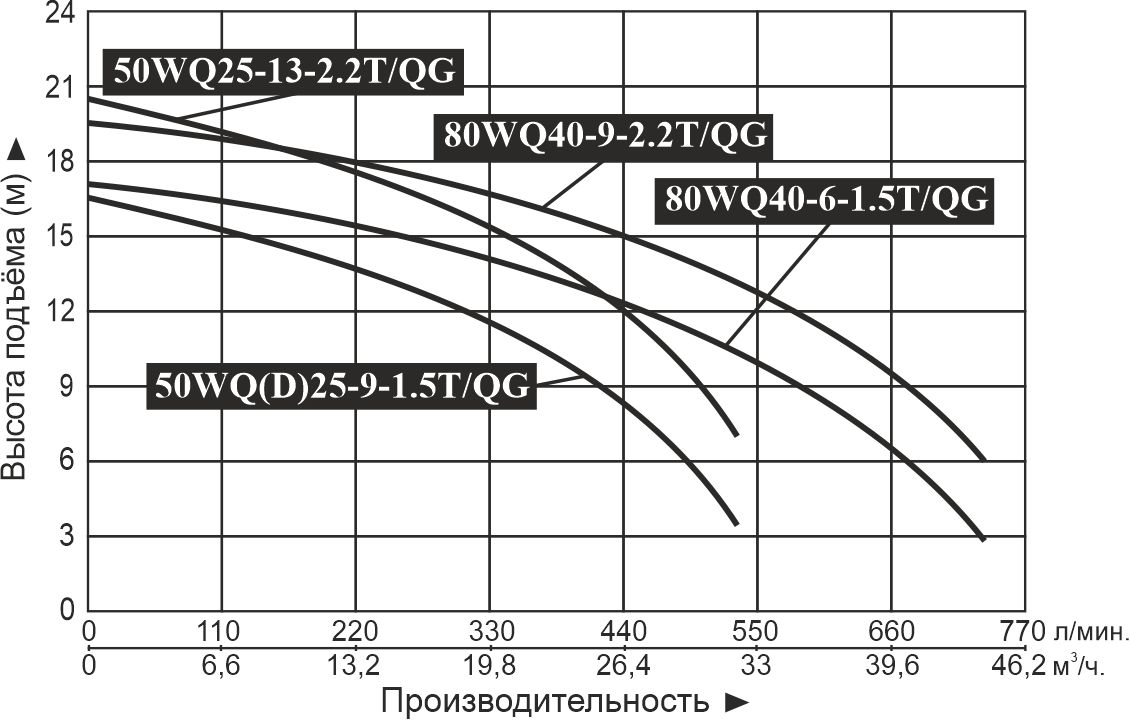 24
21
18
15
12
9
6
3
0
Высота подъёма (м) ►
50WQ25-13-2.2T/QG
80WQ40-9-2.2T/QG
80WQ40-6-1.5T/QG
50WQ(D)25-9-1.5T/QG
0 110 220 330 440 550 660 770 л/мин.
0 6,6 13,2 19,8 26,4 33 39,6 46,2 м³/ч.
Производительность ►